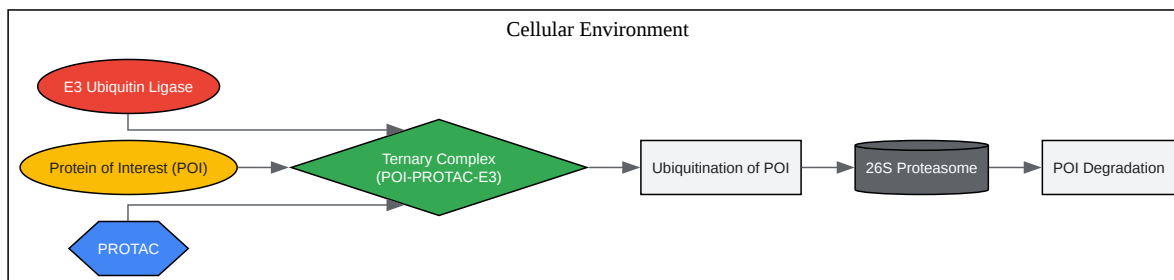 Cellular Environment
E3 Ubiquitin Ligase
Protein of Interest (POI)
PROTAC
Ternary Complex
(POI-PROTAC-E3)
Ubiquitination of POI
26S Proteasome
POI Degradation